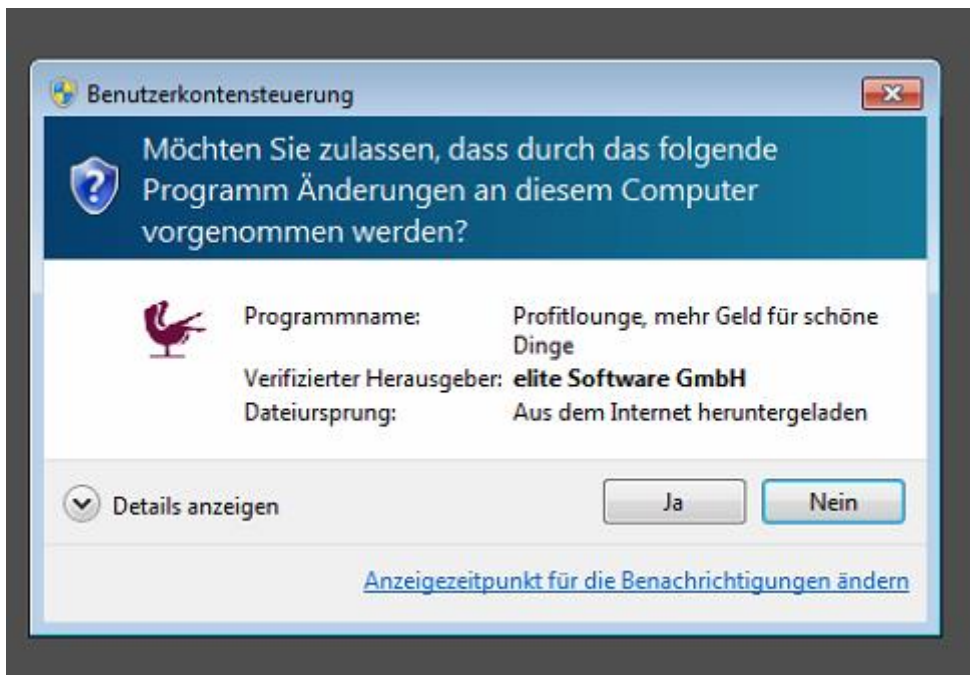 Benutzerkontensteuerung
Möchten Sie zulassen, dass durch das folgende
Programm Änderungen an diesem Computer
vorgenommen werden?
Programmname: Profitlounge, mehr Geld für schöne
Dinge
Verifizierter Herausgeber: elite Software GmbH
Dateiursprung: Aus dem Internet heruntergeladen
Details anzeigen Ja Nein
Anzeigezeitpunkt für die Benachrichtigungen ändern